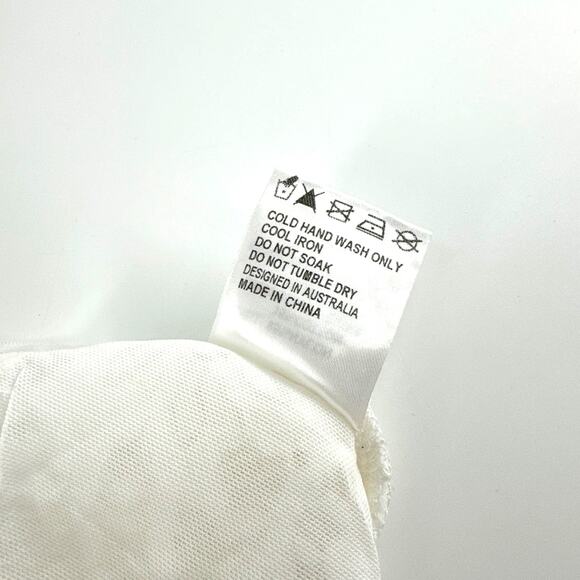 COLD HAND WASH ONLY
COOL IRON
DO NOT SOAK
DO NOT TUMBLE DRY
DESIGNED IN AUSTRALIA
MADE IN CHINA